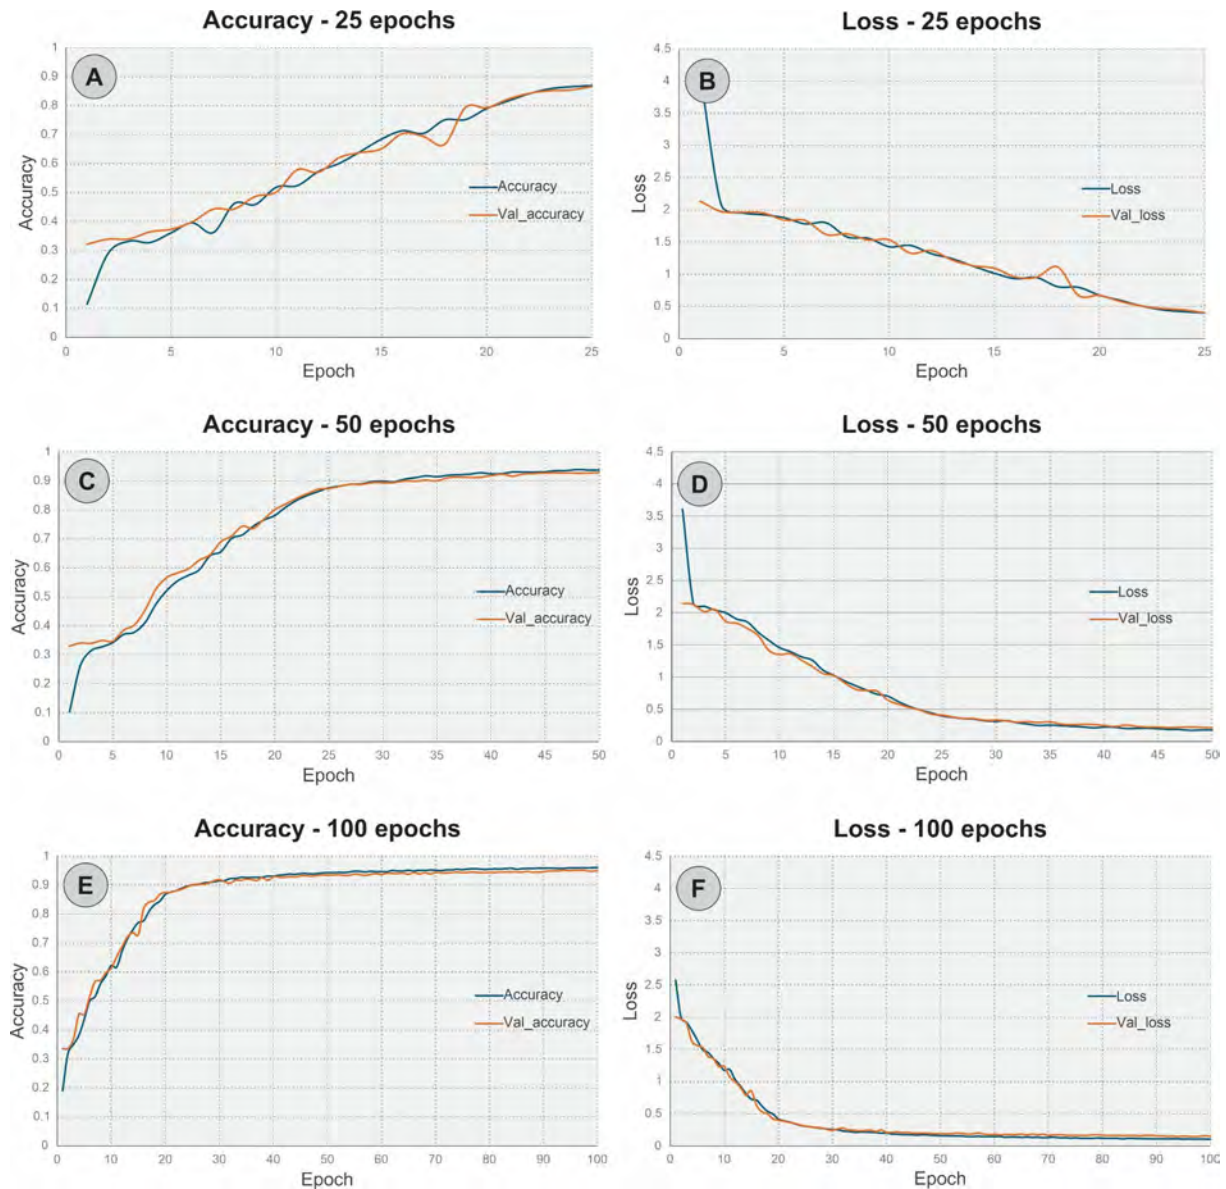 Accuracy - 25 epochs
A
1
0.9
0.8
0.7
0.6
0.5
0.4
0.3
0.2
0.1
0
Accuracy
Accuracy
Val_accuracy
0 5 10 15 20 25
Epoch
Loss - 25 epochs
B
4.5
4
3.5
3
2.5
2
1.5
1
0.5
0
Loss
Loss
Val_loss
0 5 10 15 20 25
Epoch
Accuracy - 50 epochs
C
1
0.9
0.8
0.7
0.6
0.5
0.4
0.3
0.2
0.1
0
Accuracy
Accuracy
Val_accuracy
0 5 10 15 20 25 30 35 40 45 50
Epoch
Loss - 50 epochs
D
4.5
4
3.5
3
2.5
2
1.5
1
0.5
0
Loss
Loss
Val_loss
0 5 10 15 20 25 30 35 40 45 50
Epoch
Accuracy - 100 epochs
E
1
0.9
0.8
0.7
0.6
0.5
0.4
0.3
0.2
0.1
0
Accuracy
Accuracy
Val_accuracy
0 10 20 30 40 50 60 70 80 90 100
Epoch
Loss - 100 epochs
F
4.5
4
3.5
3
2.5
2
1.5
1
0.5
0
Loss
Loss
Val_loss
0 10 20 30 40 50 60 70 80 90 100
Epoch